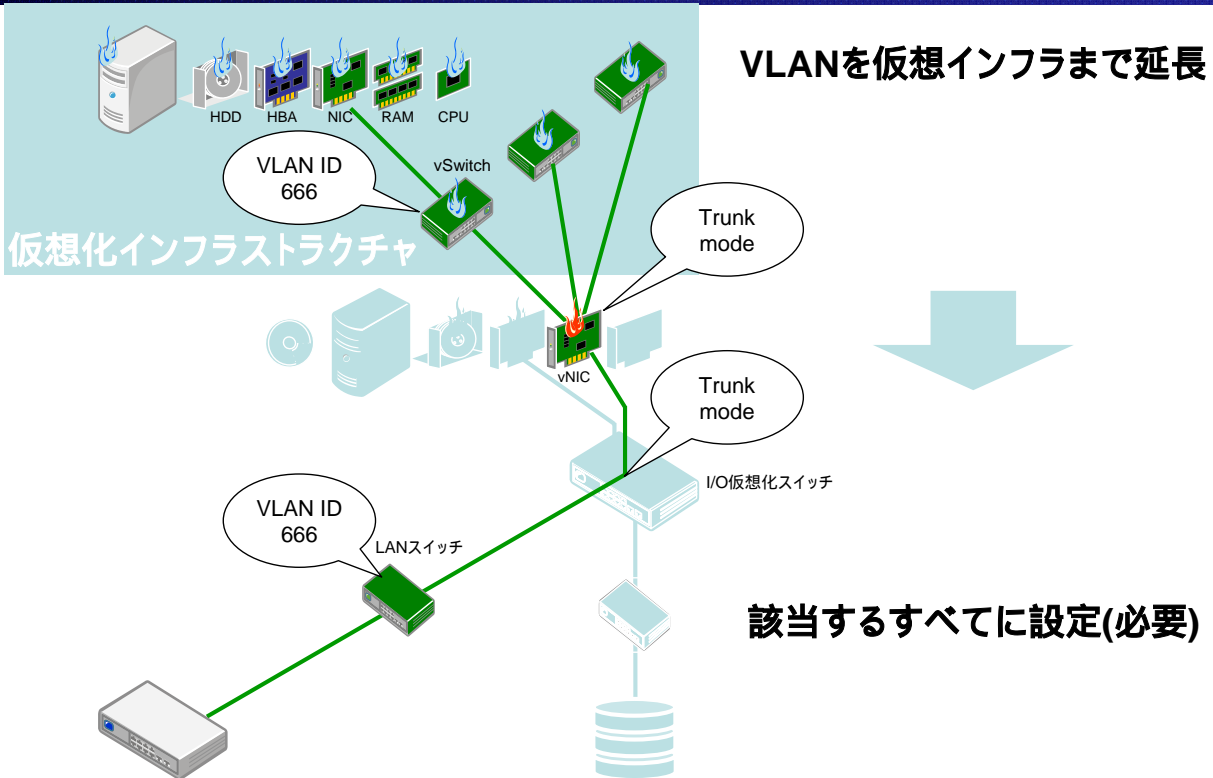 VLANを仮想インフラまで延長
HDD
HBA
NIC
RAM
CPU
VLAN ID
666
vSwitch
Trunk
mode
仮想化インフラストラクチャ
vNIC
Trunk
mode
I/O仮想化スイッチ
VLAN ID
666
LANスイッチ
該当するすべてに設定(必要)